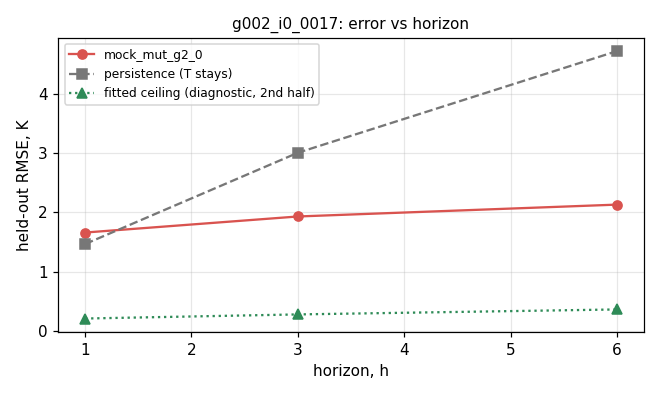 g002_i0_0017: error vs horizon
mock_mut_g2_0
persistence (T stays)
fitted ceiling (diagnostic, 2nd half)
held-out RMSE, K
4
3
2
1
0
1
2
3
4
5
6
horizon, h